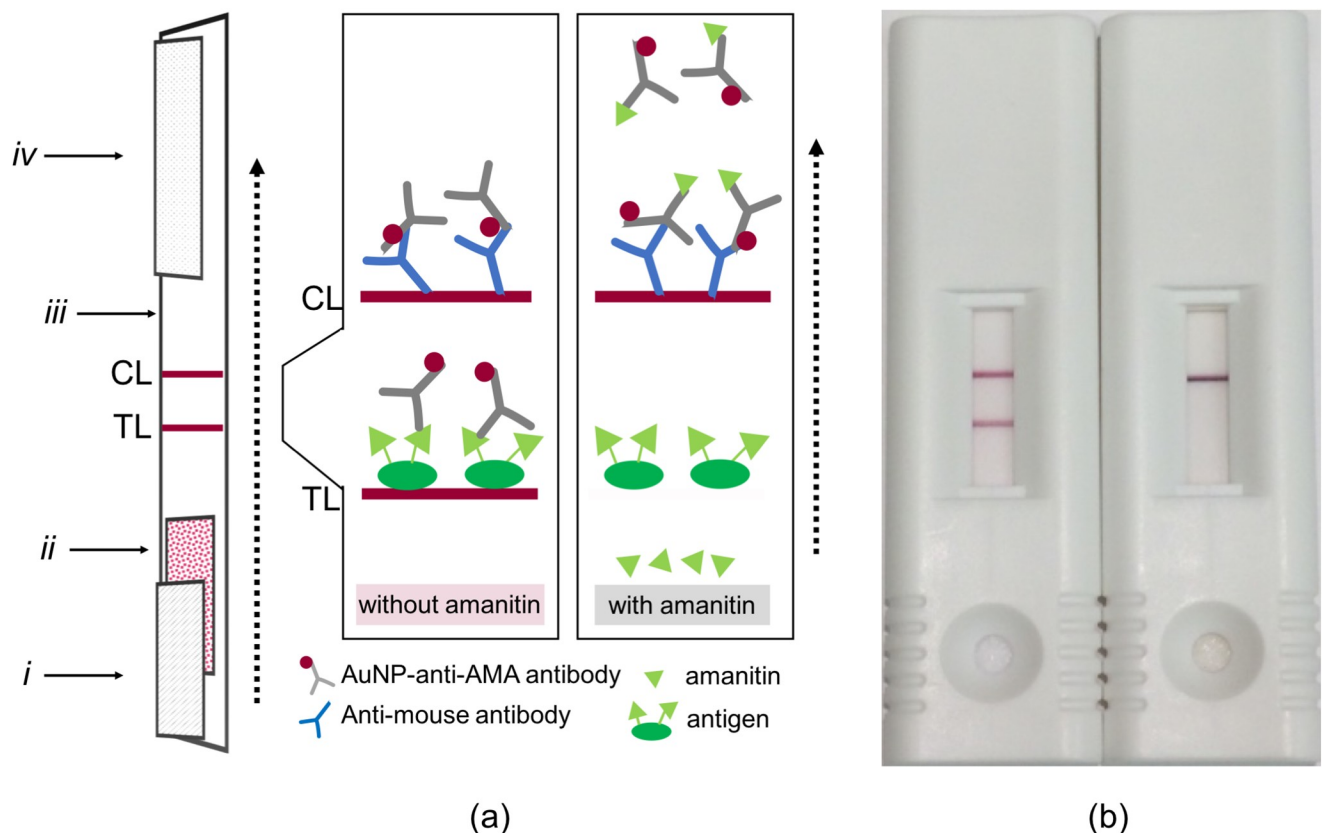 iv
iii
CL
TL
ii
i
CL
TL
without amanitin
with amanitin
AuNP-anti-AMA antibody
amanitin
Anti-mouse antibody
antigen
(a)
(b)